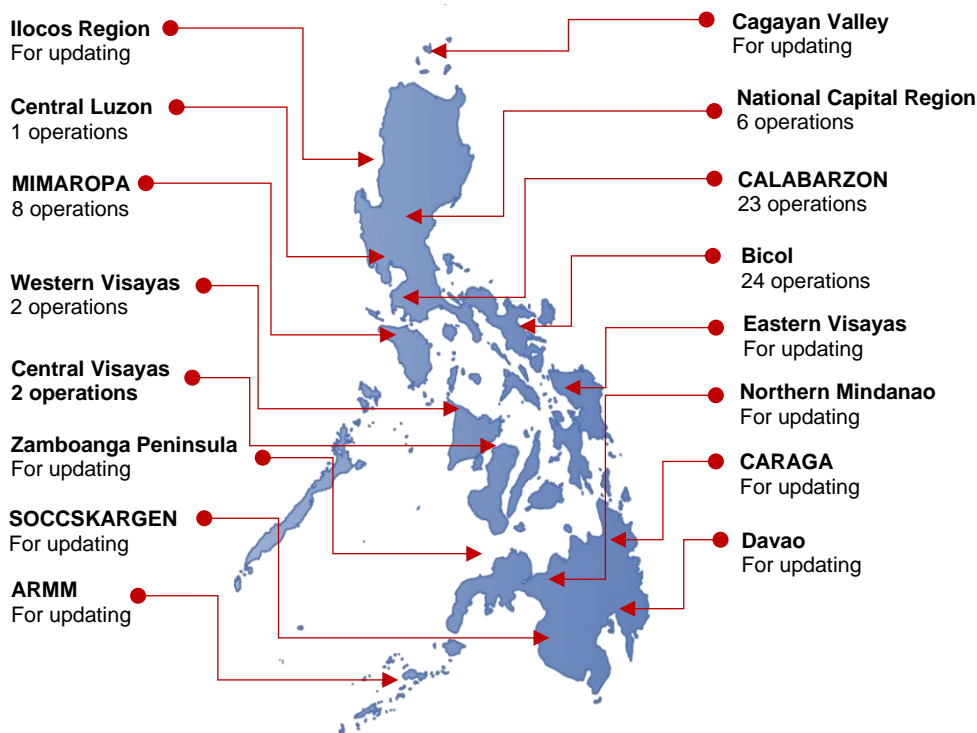 Ilocos Region
For updating
Central Luzon
1 operations
MIMAROPA
8 operations
Western Visayas
2 operations
Central Visayas
2 operations
Zamboanga Peninsula
For updating
SOCCSKARGEN
For updating
ARMM
For updating
Cagayan Valley
For updating
National Capital Region
6 operations
CALABARZON
23 operations
Bicol
24 operations
Eastern Visayas
For updating
Northern Mindanao
For updating
CARAGA
For updating
Davao
For updating